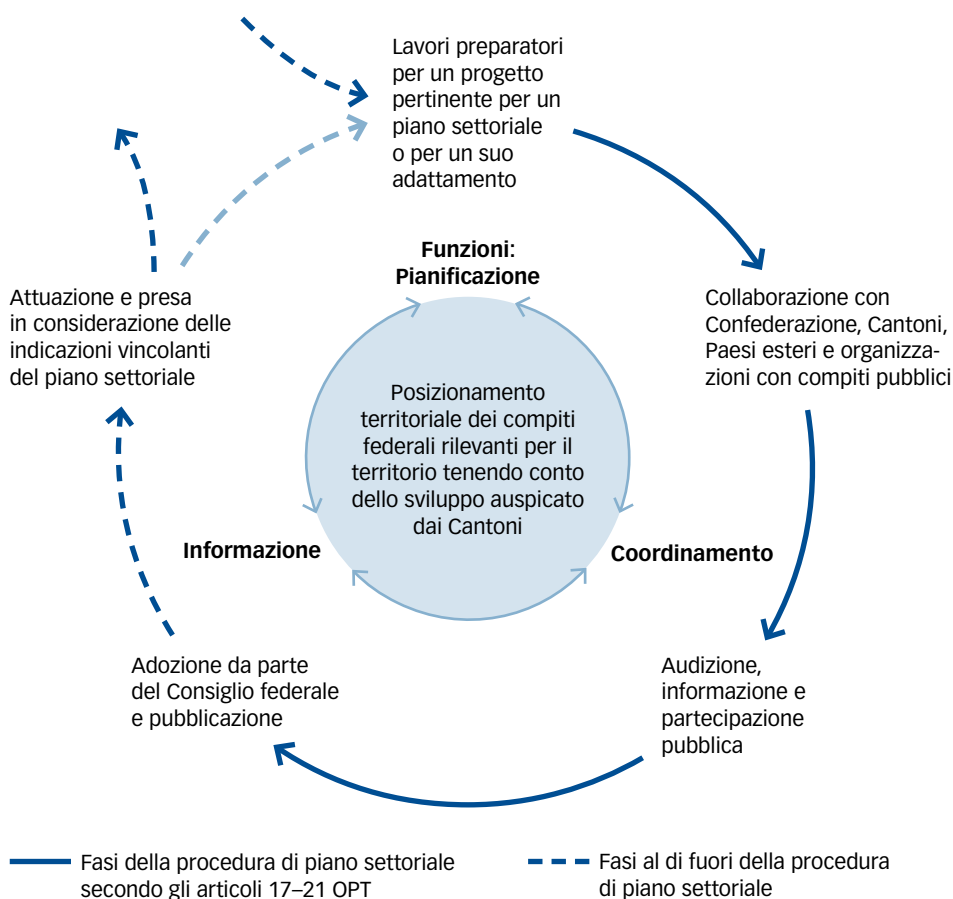 Lavori preparatori
per un progetto
pertinente per un
piano settoriale
o per un suo
adattamento
Funzioni:
Pianificazione
Attuazione e presa
in considerazione delle
indicazioni vincolanti
del piano settoriale
Collaborazione con
Confederazione, Cantoni,
Paesi esteri e organizza-
zioni con compiti pubblici
Posizionamento
territoriale dei compiti
federali rilevanti per il
territorio tenendo conto
dello sviluppo auspicato
dai Cantoni
Informazione
Coordinamento
Adozione da parte
del Consiglio federale
e pubblicazione
Audizione,
informazione e
partecipazione
pubblica
Fasi della procedura di piano settoriale
secondo gli articoli 17–21 OPT
Fasi al di fuori della procedura
di piano settoriale